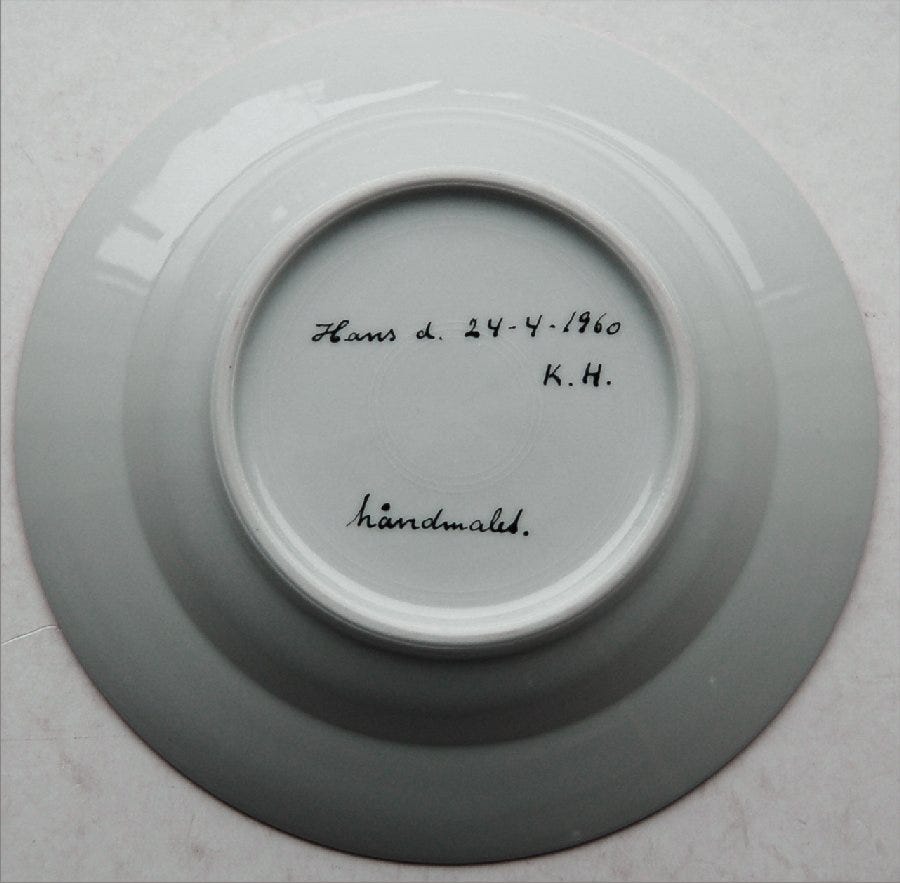 Hans d. 24-4-1960
K.H.
håndmalet.